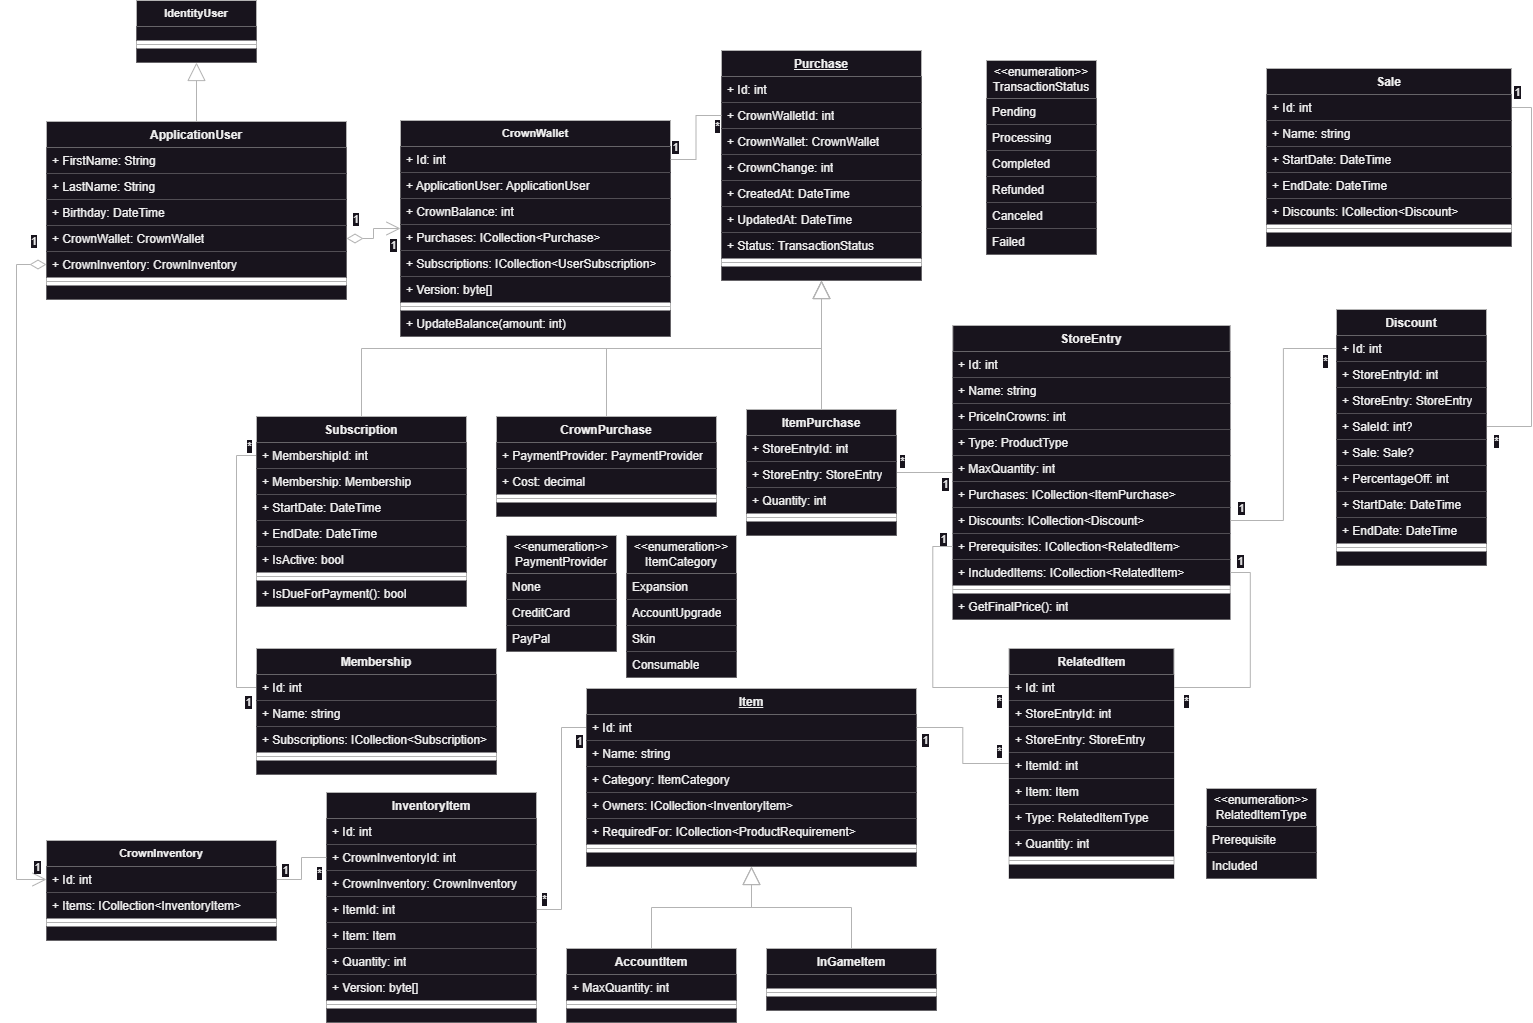 IdentityUser
ApplicationUser
+ FirstName: String
+ LastName: String
+ Birthday: DateTime
+ CrownWallet: CrownWallet
+ CrownInventory: CrownInventory
1
1
1
CrownWallet
+ Id: int
+ ApplicationUser: ApplicationUser
+ CrownBalance: int
+ Purchases: ICollection<Purchase>
+ Subscriptions: ICollection<UserSubscription>
+ Version: byte[]
+ UpdateBalance(amount: int)
1
*
Purchase
+ Id: int
+ CrownWalletId: int
+ CrownWallet: CrownWallet
+ CrownChange: int
+ CreatedAt: DateTime
+ UpdatedAt: DateTime
+ Status: TransactionStatus
<<enumeration>>
TransactionStatus
Pending
Processing
Completed
Refunded
Canceled
Failed
Sale
+ Id: int
+ Name: string
+ StartDate: DateTime
+ EndDate: DateTime
+ Discounts: ICollection<Discount>
1
*
Discount
+ Id: int
+ StoreEntryId: int
+ StoreEntry: StoreEntry
+ SaleId: int?
+ Sale: Sale?
+ PercentageOff: int
+ StartDate: DateTime
+ EndDate: DateTime
*
1
StoreEntry
+ Id: int
+ Name: string
+ PriceInCrowns: int
+ Type: ProductType
+ MaxQuantity: int
+ Purchases: ICollection<ItemPurchase>
+ Discounts: ICollection<Discount>
+ Prerequisites: ICollection<RelatedItem>
+ IncludedItems: ICollection<RelatedItem>
+ GetFinalPrice(): int
*
1
1
1
Subscription
+ MembershipId: int
+ Membership: Membership
+ StartDate: DateTime
+ EndDate: DateTime
+ IsActive: bool
+ IsDueForPayment(): bool
*
1
CrownPurchase
+ PaymentProvider: PaymentProvider
+ Cost: decimal
ItemPurchase
+ StoreEntryId: int
+ StoreEntry: StoreEntry
+ Quantity: int
<<enumeration>>
PaymentProvider
None
CreditCard
PayPal
<<enumeration>>
ItemCategory
Expansion
AccountUpgrade
Skin
Consumable
Membership
+ Id: int
+ Name: string
+ Subscriptions: ICollection<Subscription>
Item
+ Id: int
+ Name: string
+ Category: ItemCategory
+ Owners: ICollection<InventoryItem>
+ RequiredFor: ICollection<ProductRequirement>
1
1
*
*
*
RelatedItem
+ Id: int
+ StoreEntryId: int
+ StoreEntry: StoreEntry
+ ItemId: int
+ Item: Item
+ Type: RelatedItemType
+ Quantity: int
<<enumeration>>
RelatedItemType
Prerequisite
Included
InventoryItem
+ Id: int
+ CrownInventoryId: int
+ CrownInventory: CrownInventory
+ ItemId: int
+ Item: Item
+ Quantity: int
+ Version: byte[]
*
*
1
1
CrownInventory
+ Id: int
+ Items: ICollection<InventoryItem>
AccountItem
+ MaxQuantity: int
InGameItem